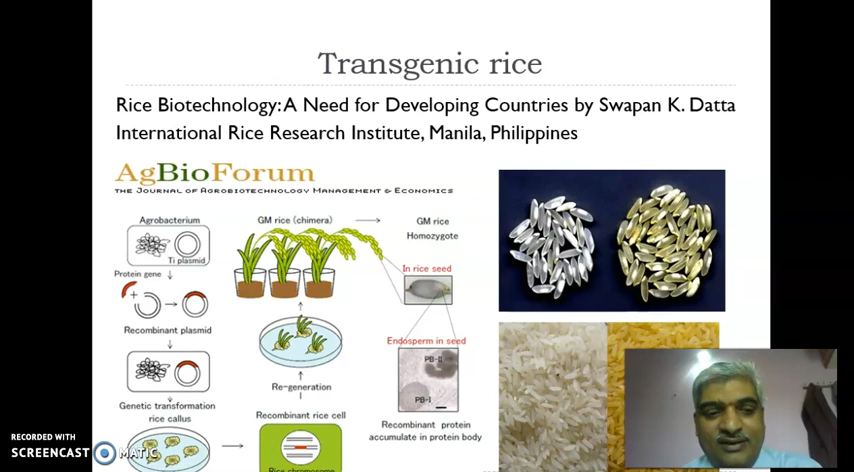 Transgenic rice
Rice Biotechnology: A Need for Developing Countries by Swapan K. Datta
International Rice Research Institute, Manila, Philippines
AgBioForum
THE JOURNAL OF AGROBIOTECHNOLOGY MANAGEMENT & ECONOMICS
Agrobacterium
Ti plasmid
Protein gene
+
Recombinant plasmid
Genetic transformation
rice callus
GM rice (chimera)
Re-generation
Recombinant rice cell
Rice chromosome
GM rice
Homozygote
In rice seed
Endosperm in seed
PB-II
PB-I
Recombinant protein
accumulate in protein body
RECORDED WITH
SCREENCAST MATIC